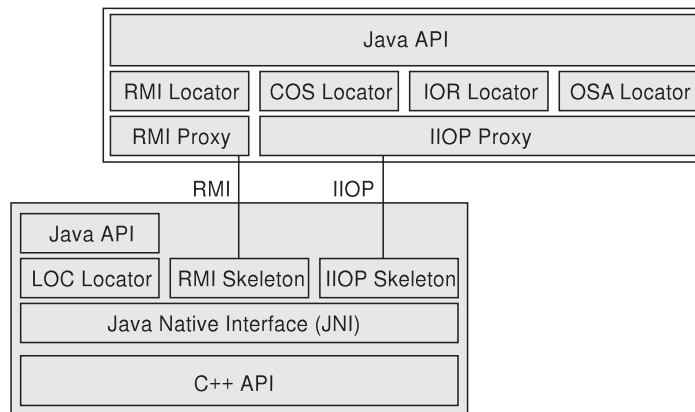 Java API
RMI Locator
COS Locator
IOR Locator
OSA Locator
RMI Proxy
IIOP Proxy
RMI
IIOP
Java API
LOC Locator
RMI Skeleton
IIOP Skeleton
Java Native Interface (JNI)
C++ API